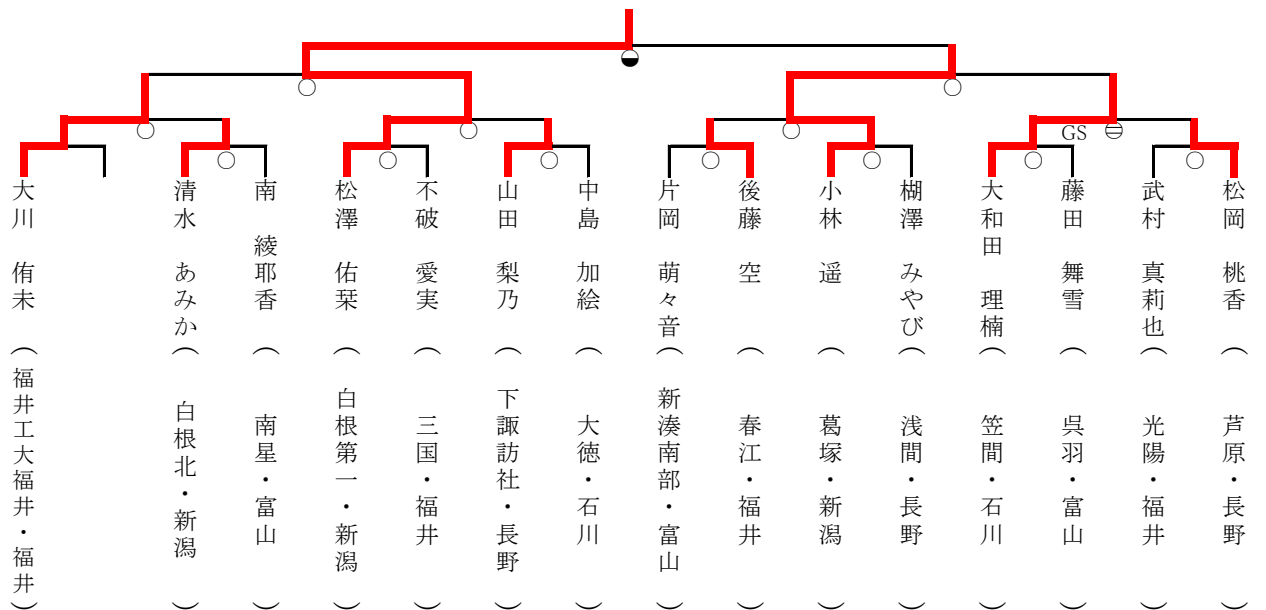 GS
大川 侑未 （福井工大福井・福井）
清水 あみか （白根北・新潟）
南 綾耶香 （南星・富山）
松澤 佑栞 （白根第一・新潟）
不破 愛実 （三国・福井）
山田 梨乃 （下諏訪社・長野）
中島 加絵 （大徳・石川）
片岡 萌々音 （新湊南部・富山）
後藤 空 （春江・福井）
小林 遥 （葛塚・新潟）
楜澤 みやび （浅間・長野）
大和田 理楠 （笠間・石川）
藤田 舞雪 （呉羽・富山）
武村 真莉也 （光陽・福井）
松岡 桃香 （芦原・長野）